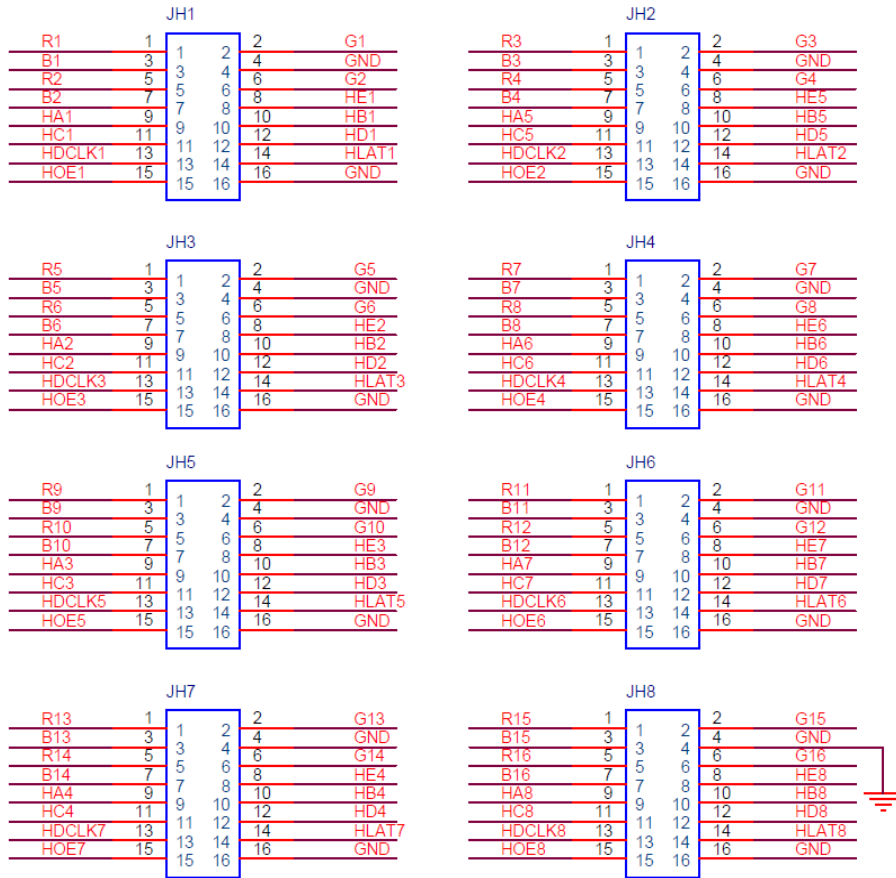 JH1 JH2
R1 1 1 2 2 G1 R3 1 1 2 2 G3
B1 3 3 4 4 GND B3 3 3 4 4 GND
R2 5 5 6 6 G2 R4 5 5 6 6 G4
B2 7 7 8 8 HE1 B4 7 7 8 8 HE5
HA1 9 9 10 10 HB1 HA5 9 9 10 10 HB5
HC1 11 11 12 12 HD1 HC5 11 11 12 12 HD5
HDCLK1 13 13 14 14 HLAT1 HDCLK2 13 13 14 14 HLAT2
HOE1 15 15 16 16 GND HOE2 15 15 16 16 GND
JH3 JH4
R5 1 1 2 2 G5 R7 1 1 2 2 G7
B5 3 3 4 4 GND B7 3 3 4 4 GND
R6 5 5 6 6 G6 R8 5 5 6 6 G8
B6 7 7 8 8 HE2 B8 7 7 8 8 HE6
HA2 9 9 10 10 HB2 HA6 9 9 10 10 HB6
HC2 11 11 12 12 HD2 HC6 11 11 12 12 HD6
HDCLK3 13 13 14 14 HLAT3 HDCLK4 13 13 14 14 HLAT4
HOE3 15 15 16 16 GND HOE4 15 15 16 16 GND
JH5 JH6
R9 1 1 2 2 G9 R11 1 1 2 2 G11
B9 3 3 4 4 GND B11 3 3 4 4 GND
R10 5 5 6 6 G10 R12 5 5 6 6 G12
B10 7 7 8 8 HE3 B12 7 7 8 8 HE7
HA3 9 9 10 10 HB3 HA7 9 9 10 10 HB7
HC3 11 11 12 12 HD3 HC7 11 11 12 12 HD7
HDCLK5 13 13 14 14 HLAT5 HDCLK6 13 13 14 14 HLAT6
HOE5 15 15 16 16 GND HOE6 15 15 16 16 GND
JH7 JH8
R13 1 1 2 2 G13 R15 1 1 2 2 G15
B13 3 3 4 4 GND B15 3 3 4 4 GND
R14 5 5 6 6 G14 R16 5 5 6 6 G16
B14 7 7 8 8 HE4 B16 7 7 8 8 HE8
HA4 9 9 10 10 HB4 HA8 9 9 10 10 HB8
HC4 11 11 12 12 HD4 HC8 11 11 12 12 HD8
HDCLK7 13 13 14 14 HLAT7 HDCLK8 13 13 14 14 HLAT8
HOE7 15 15 16 16 GND HOE8 15 15 16 16 GND